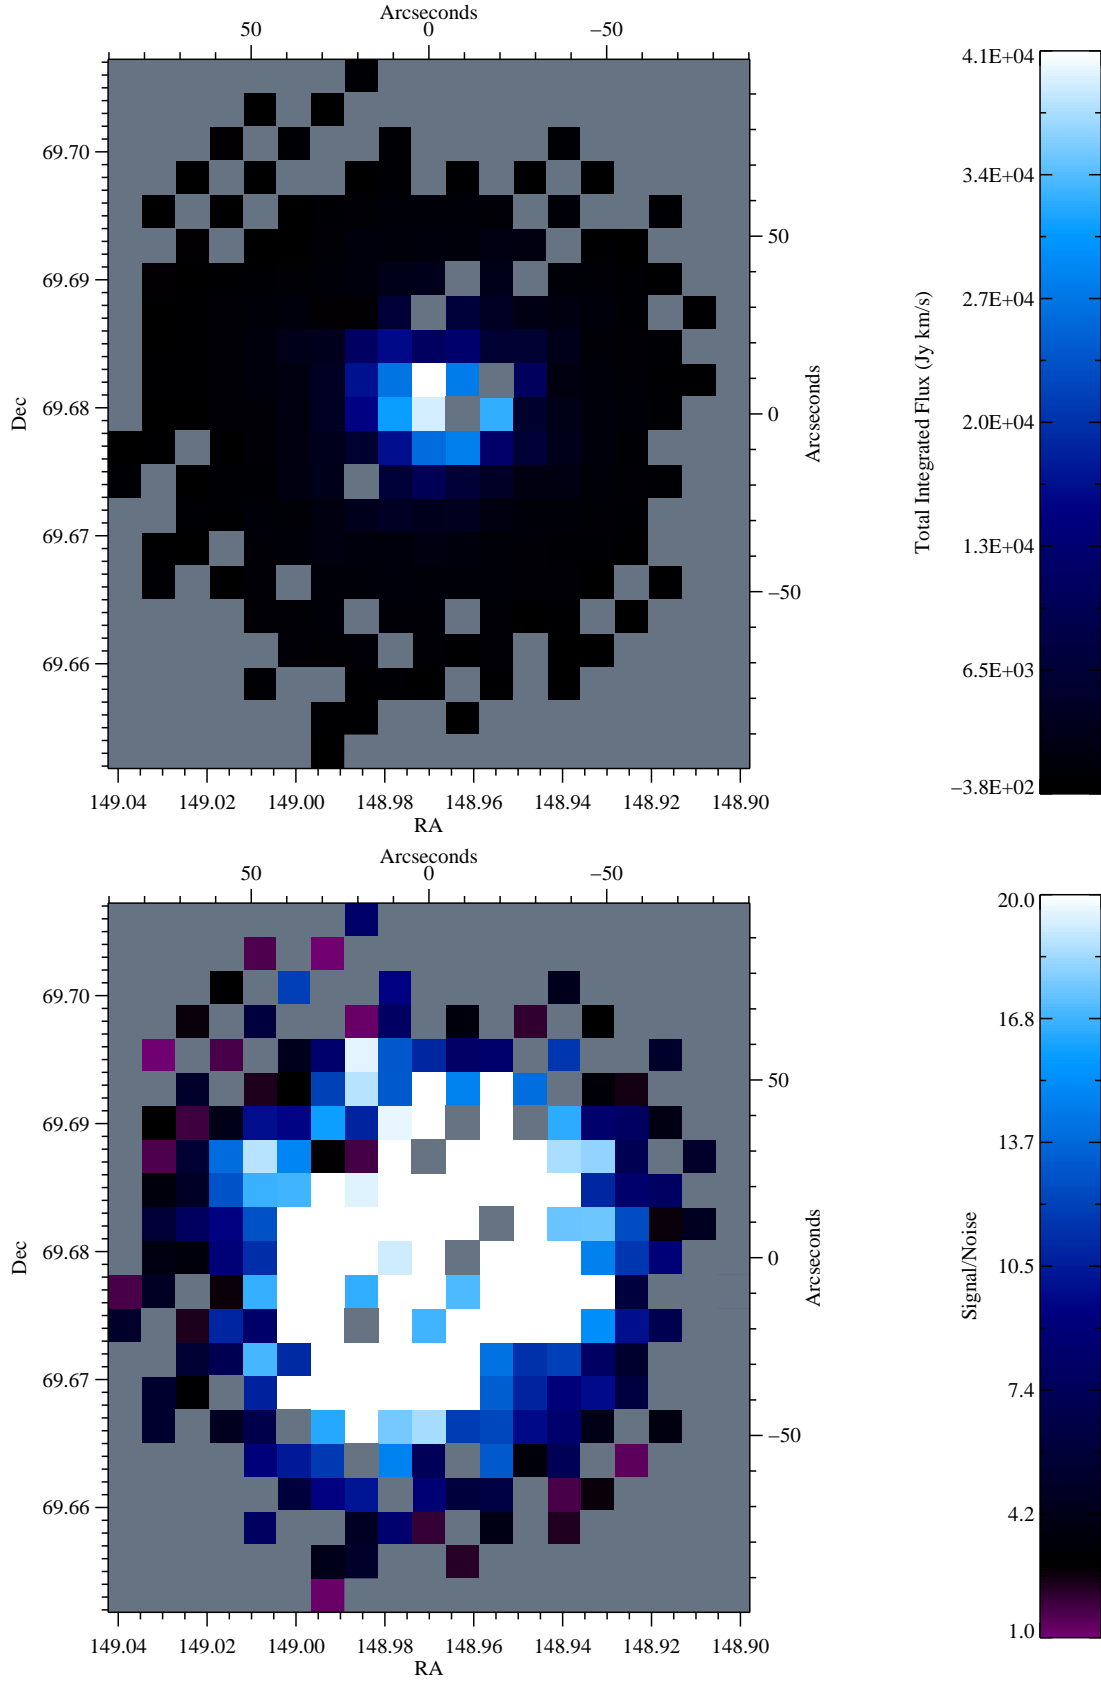 Arcseconds
50 0 −50
69.70
69.69
69.68
69.67
69.66
Dec
50
0
−50
Arcseconds
149.04 149.02 149.00 148.98 148.96 148.94 148.92 148.90
RA
4.1E+04
3.4E+04
2.7E+04
2.0E+04
1.3E+04
6.5E+03
−3.8E+02
Total Integrated Flux (Jy km/s)
Arcseconds
50 0 −50
69.70
69.69
69.68
69.67
69.66
Dec
50
0
−50
Arcseconds
149.04 149.02 149.00 148.98 148.96 148.94 148.92 148.90
RA
20.0
16.8
13.7
10.5
7.4
4.2
1.0
Signal/Noise